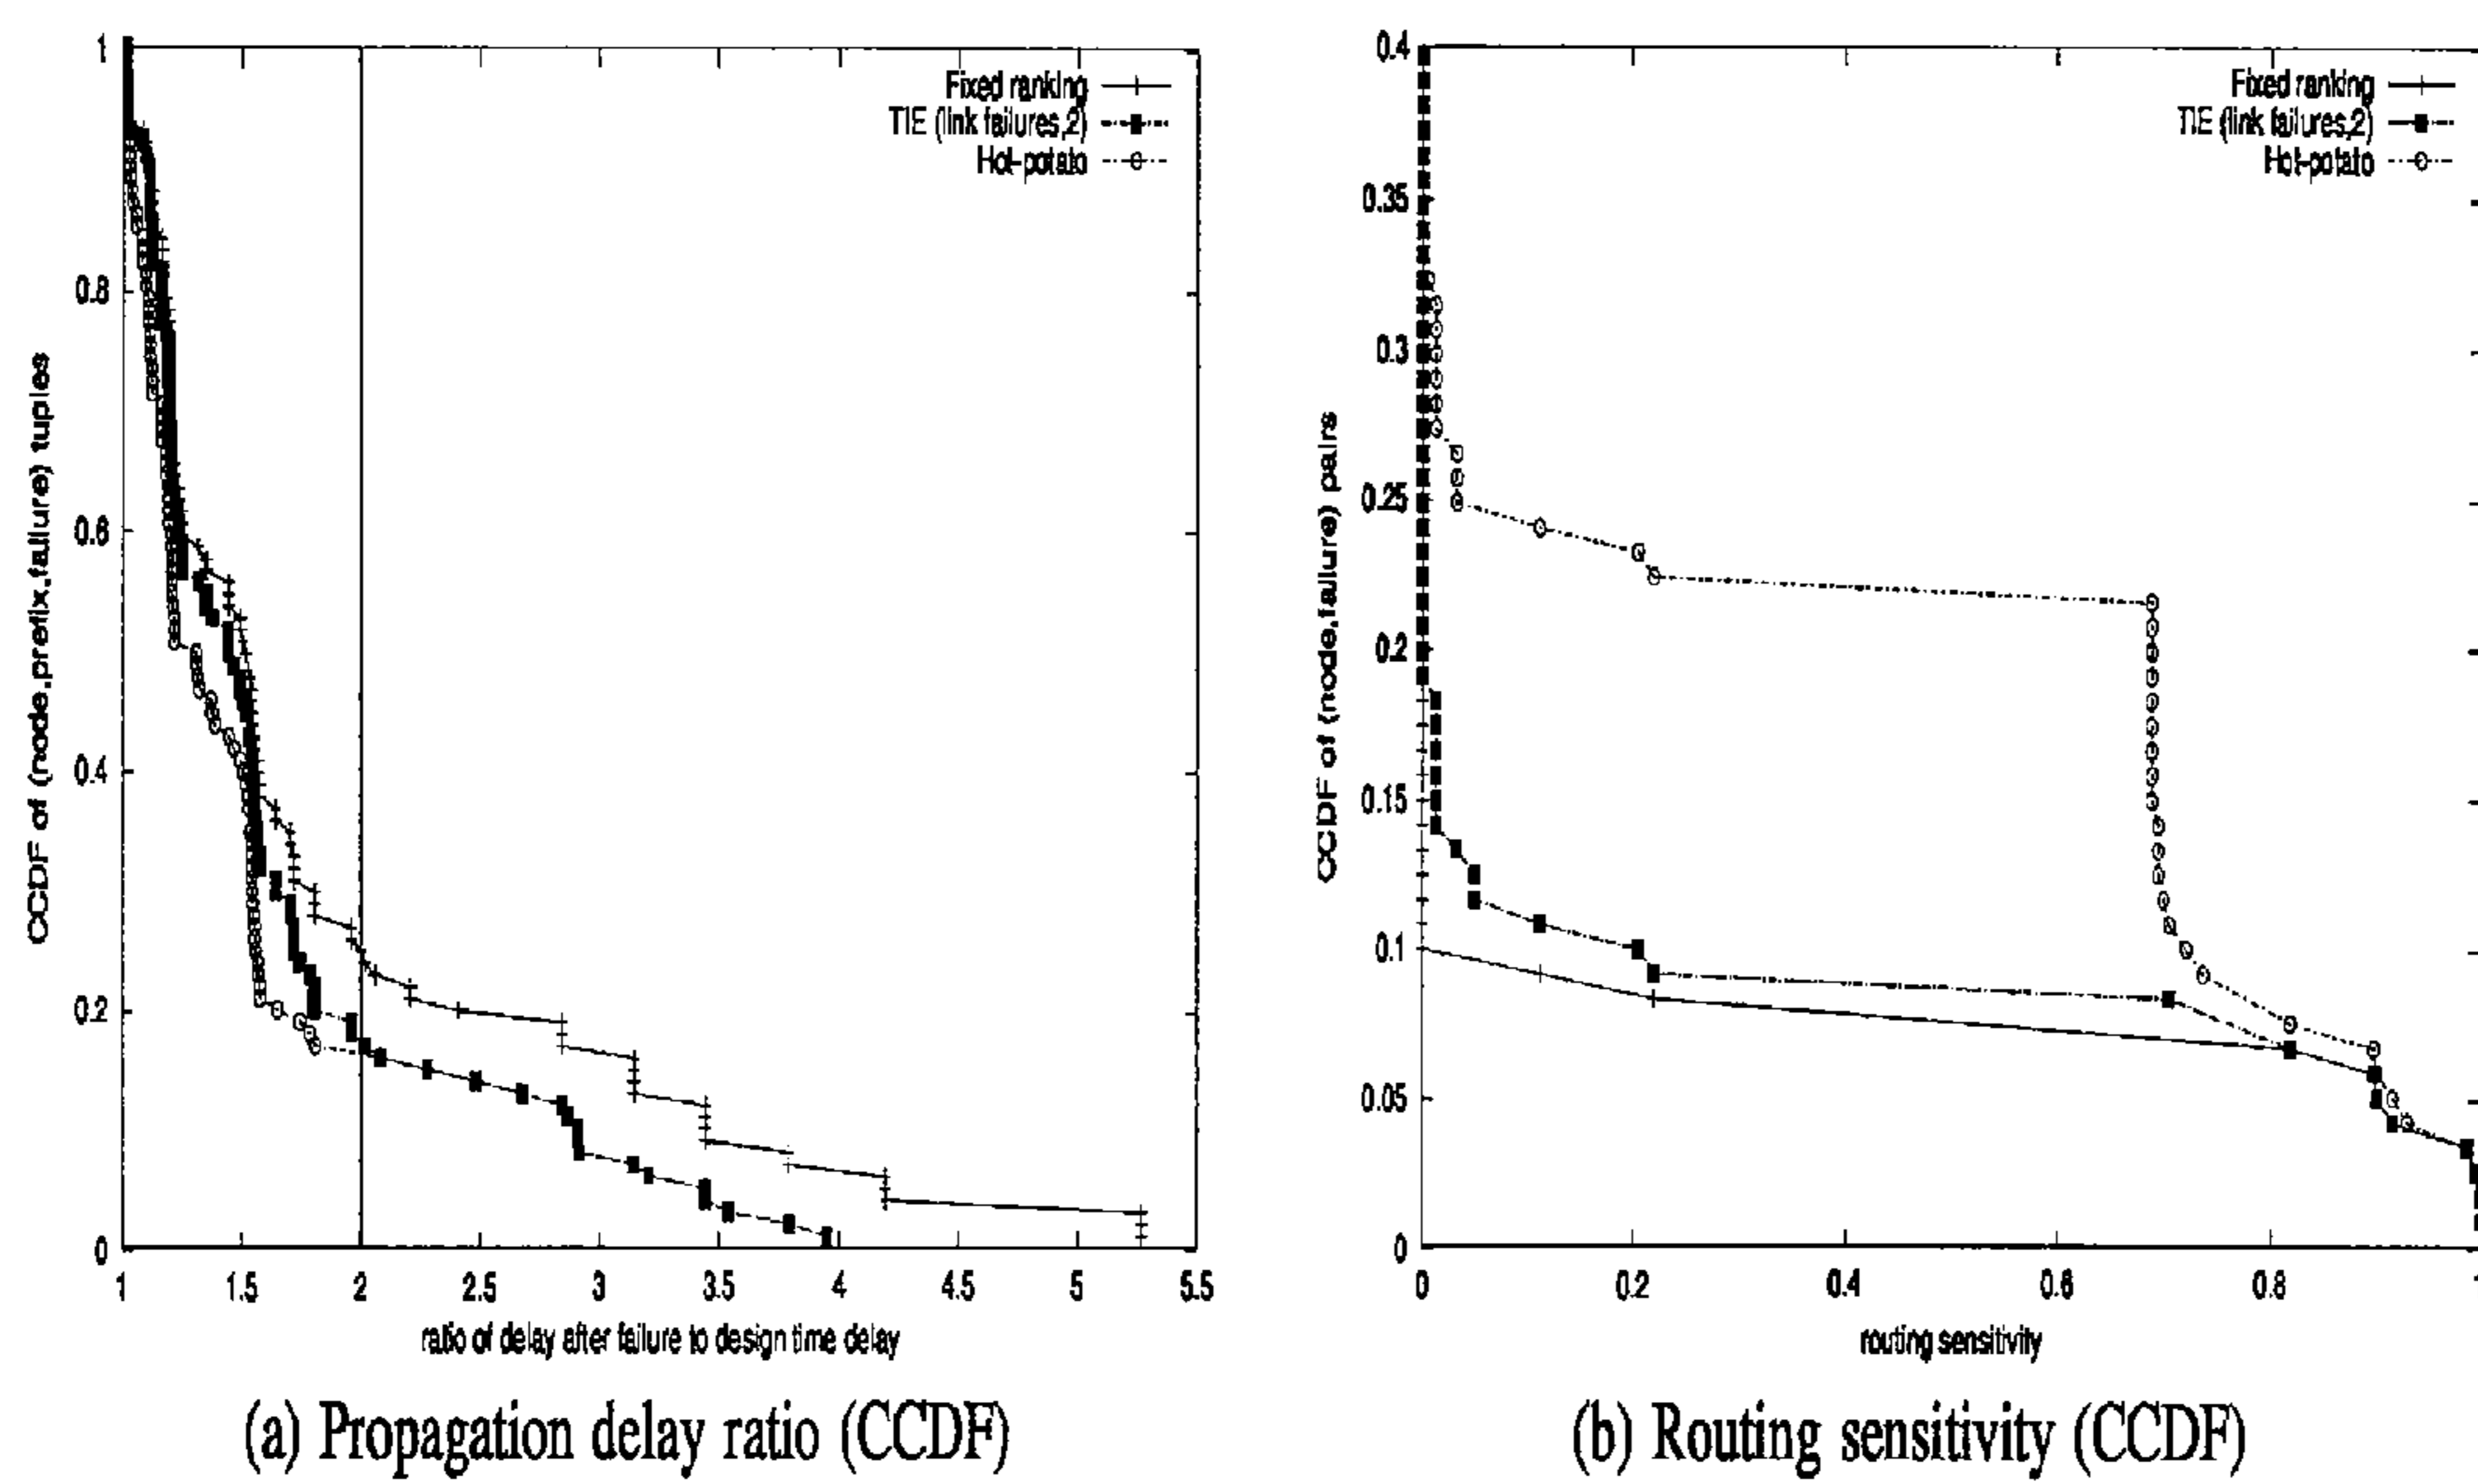 Fixed ranking
TIE (link failures,2)
Hot-potato
1
0.8
0.6
0.4
0.2
0
CCDF of (node,prefix,failure) tuples
1
1.5
2
2.5
3
3.5
4
4.5
5
5.5
ratio of delay after failure to design time delay
(a) Propagation delay ratio (CCDF)
Fixed ranking
TIE (link failures,2)
Hot-potato
0.4
0.35
0.3
0.25
0.2
0.15
0.1
0.05
0
CCDF of (node,failure) pairs
0
0.2
0.4
0.6
0.8
routing sensitivity
(b) Routing sensitivity (CCDF)